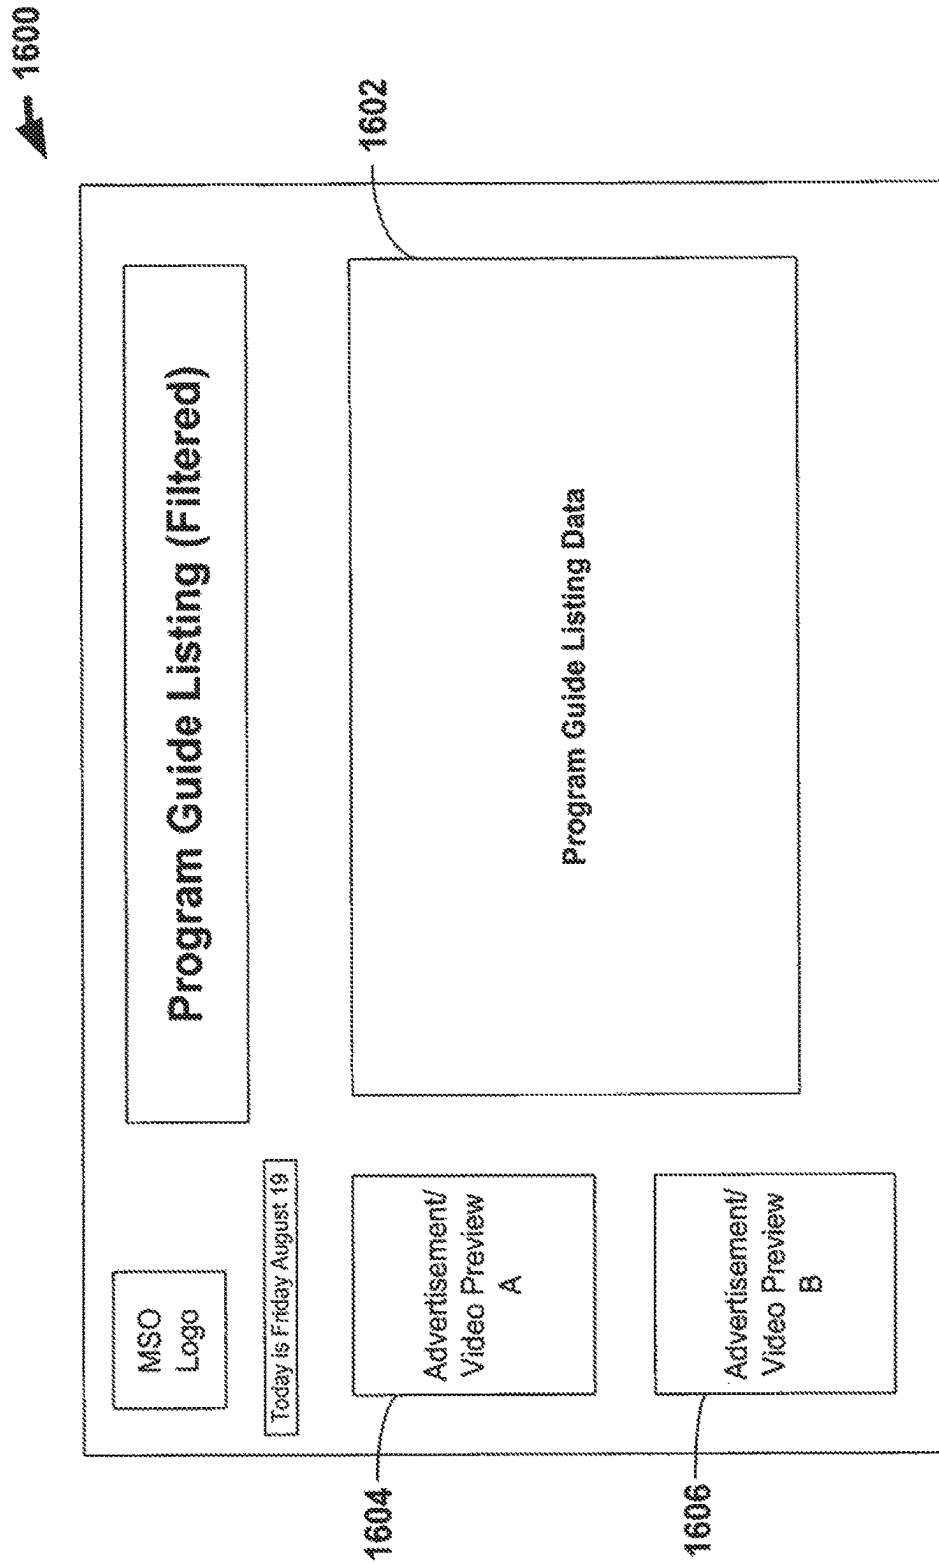 1600
MSO
Logo
Program Guide Listing (Filtered)
Today is Friday August 19
1604
Advertisement/
Video Preview
A
Program Guide Listing Data
1602
1606
Advertisement/
Video Preview
B